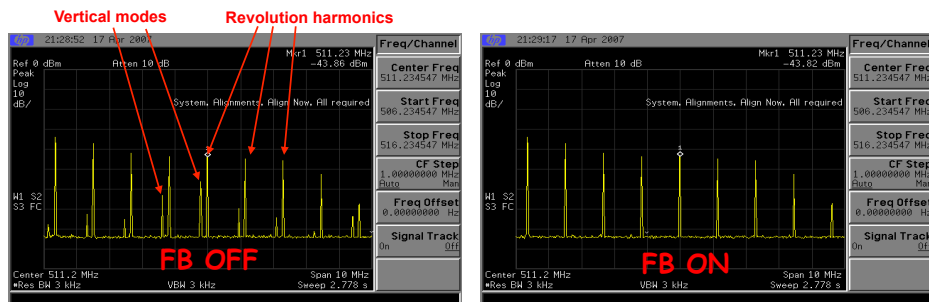 Vertical modes Revolution harmonics
hp 21:28:52 17 Apr 2007
Mkr1 511.23 MHz
Ref 0 dBm Atten 10 dB -43.86 dBm
Peak
Log
10
dB/
System, Alignments, Align Now, All required
1
W1 S2
S3 FC
FB OFF
Center 511.2 MHz Span 10 MHz
#Res BW 3 kHz VBW 3 kHz Sweep 2.778 s
Freq/Channel
Center Freq
511.234547 MHz
Start Freq
506.234547 MHz
Stop Freq
516.234547 MHz
CF Step
1.00000000 MHz
Auto Man
Freq Offset
0.00000000 Hz
Signal Track
On Off
hp 21:29:17 17 Apr 2007
Mkr1 511.23 MHz
Ref 0 dBm Atten 10 dB -43.82 dBm
Peak
Log
10
dB/
System, Alignments, Align Now, All required
1
W1 S2
S3 FC
FB ON
Center 511.2 MHz Span 10 MHz
#Res BW 3 kHz VBW 3 kHz Sweep 2.778 s
Freq/Channel
Center Freq
511.234547 MHz
Start Freq
506.234547 MHz
Stop Freq
516.234547 MHz
CF Step
1.00000000 MHz
Auto Man
Freq Offset
0.00000000 Hz
Signal Track
On Off